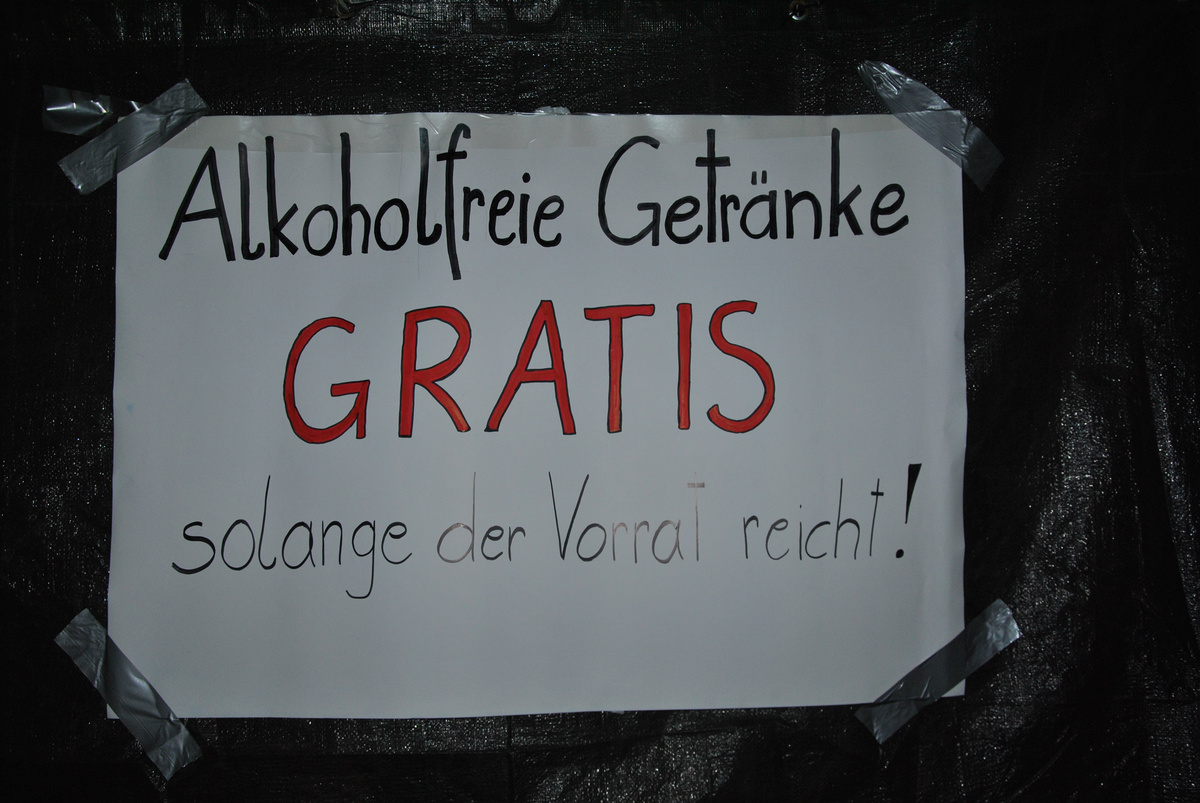 Alkoholfreie Getränke
GRATIS
solange der Vorrat reicht!